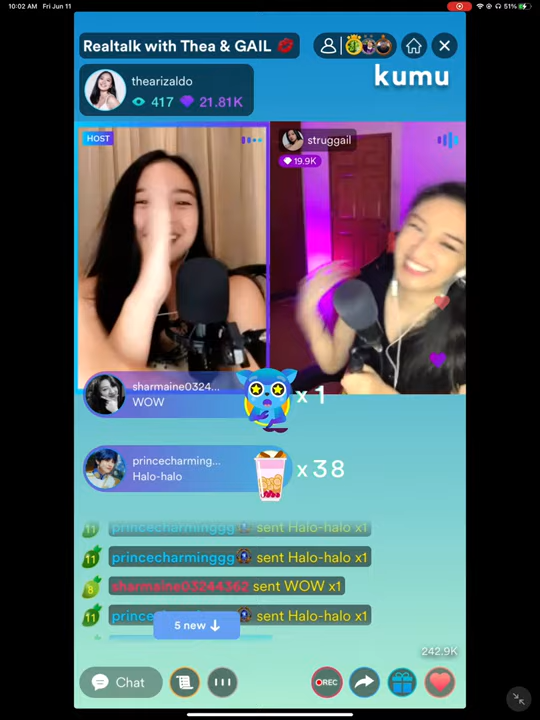 10:02 AM Fri Jun 11
51%
Realtalk with Thea & GAIL
kumu
thearizaldo
417 21.81K
HOST
struggail
19.9K
sharmaine0324...
WOW
x 1
princecharming...
Halo-halo
x 38
11 princecharminggg sent Halo-halo x1
11 princecharminggg sent Halo-halo x1
8 sharmaine03244362 sent WOW x1
11 prince sent Halo-halo x1
5 new
242.9K
Chat
REC